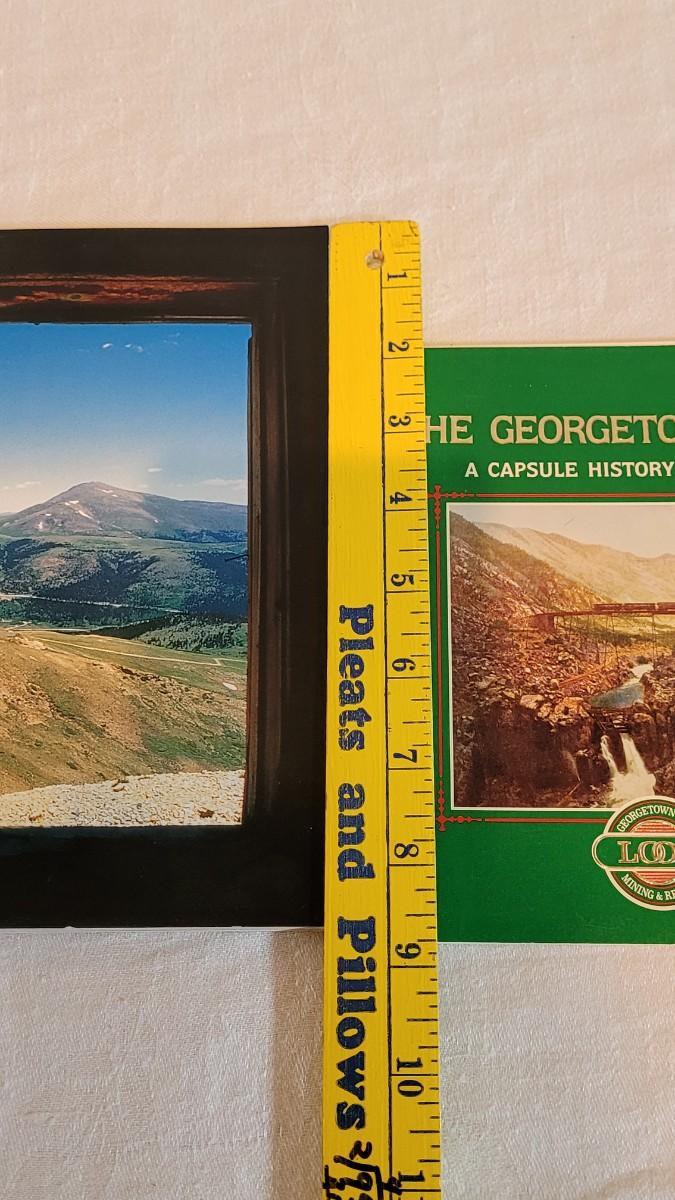 1
2
3
4
5
6
7
8
9
10
Pleats and Pillows
HE GEORGETO
A CAPSULE HISTORY
GEORGETOWN
LOO
MINING & RE